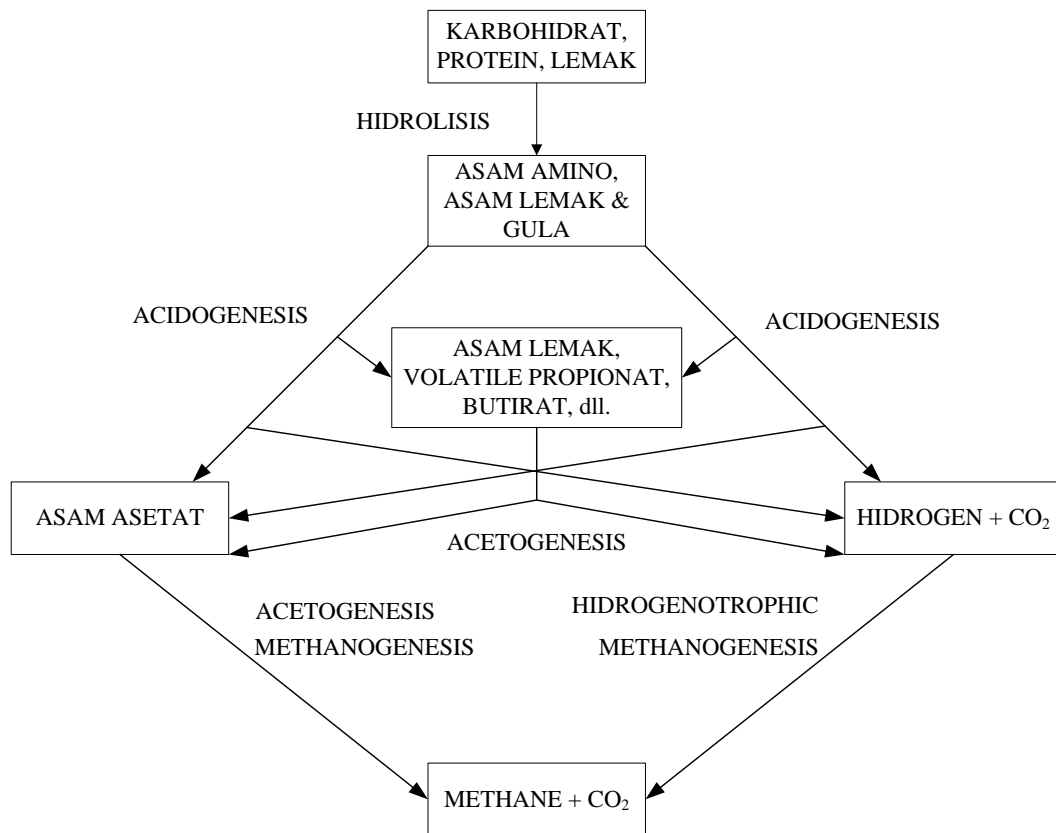 KARBOHIDRAT,
PROTEIN, LEMAK
HIDROLISIS
ASAM AMINO,
ASAM LEMAK &
GULA
ACIDOGENESIS
ACIDOGENESIS
ASAM LEMAK,
VOLATILE PROPIONAT,
BUTIRAT, dll.
ASAM ASETAT
HIDROGEN + CO₂
ACETOGENESIS
ACETOGENESIS
METHANOGENESIS
HIDROGENOTROPHIC
METHANOGENESIS
METHANE + CO₂